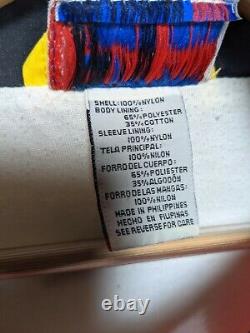 SHELL:100%NYLON
BODY LINING:
65%POLYESTER
35%COTTON
SLEEVE LINING:
100%NYLON
TELA PRINCIPAL:
100%NILON
FORRO DEL CUERPO:
65%POLIESTER
35%ALGODÓN
FORRO DE LAS MANGAS:
100%NILON
MADE IN PHILIPPINES
HECHO EN FILIPINAS
SEE REVERSE FOR CARE
ebay